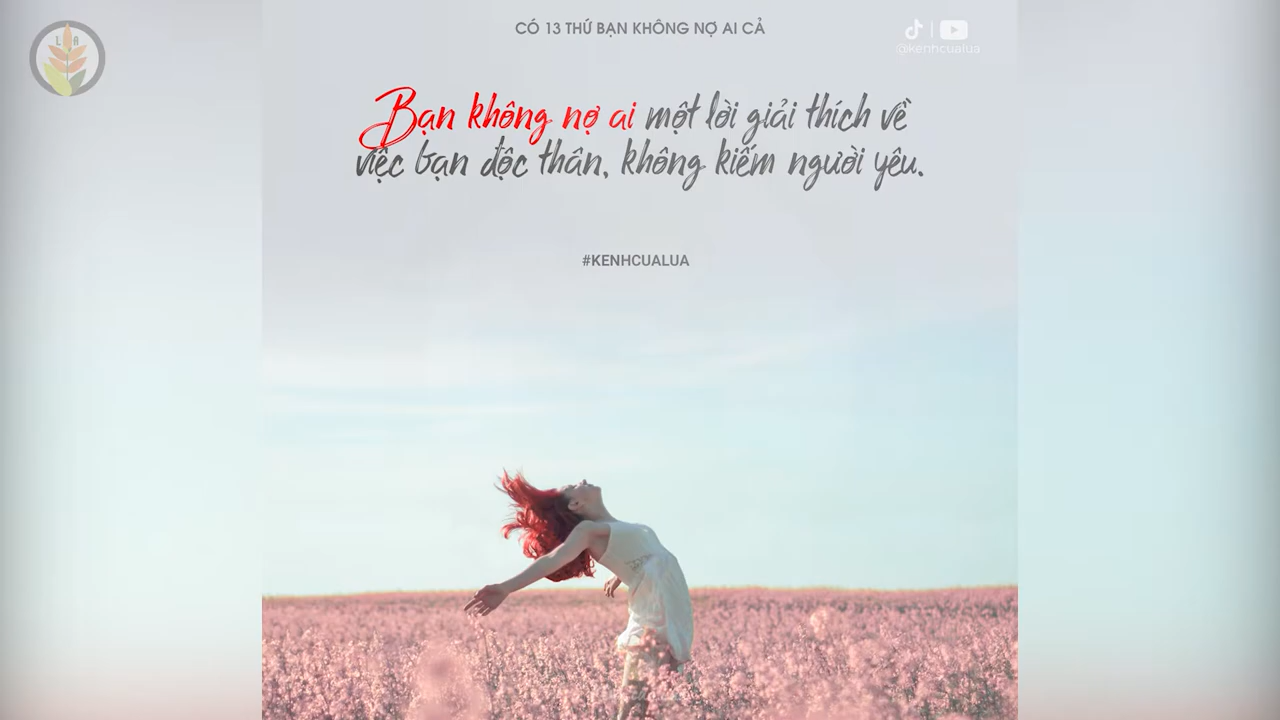 CÓ 13 THỨ BẠN KHÔNG NỢ AI CẢ
@kenhcualua
L A
Bạn không nợ ai một lời giải thích về
việc bạn độc thân, không kiếm người yêu.
#KENHCUALUA